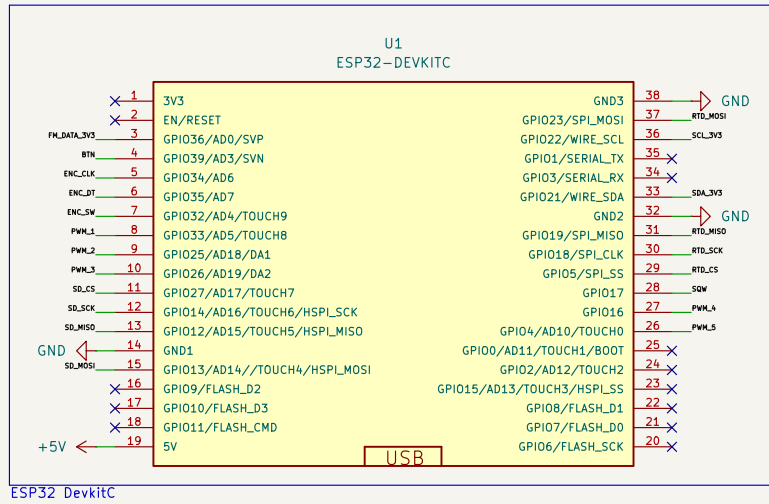 U1
ESP32-DEVKITC
1 3V3 GND3 38 GND
2 EN/RESET GPIO23/SPI_MOSI 37 RTD_MOSI
FM_DATA_3V3 3 GPIO36/AD0/SVP GPIO22/WIRE_SCL 36 SCL_3V3
BTN 4 GPIO39/AD3/SVN GPIO1/SERIAL_TX 35
ENC_CLK 5 GPIO34/AD6 GPIO3/SERIAL_RX 34
ENC_DT 6 GPIO35/AD7 GPIO21/WIRE_SDA 33 SDA_3V3
ENC_SW 7 GPIO32/AD4/TOUCH9 GND2 32 GND
PWM_1 8 GPIO33/AD5/TOUCH8 GPIO19/SPI_MISO 31 RTD_MISO
PWM_2 9 GPIO25/AD18/DA1 GPIO18/SPI_CLK 30 RTD_SCK
PWM_3 10 GPIO26/AD19/DA2 GPIO5/SPI_SS 29 RTD_CS
SD_CS 11 GPIO27/AD17/TOUCH7 GPIO17 28 SQW
SD_SCK 12 GPIO14/AD16/TOUCH6/HSPI_SCK GPIO16 27 PWM_4
SD_MISO 13 GPIO12/AD15/TOUCH5/HSPI_MISO GPIO4/AD10/TOUCH0 26 PWM_5
GND 14 GND1 GPIO0/AD11/TOUCH1/BOOT 25
SD_MOSI 15 GPIO13/AD14//TOUCH4/HSPI_MOSI GPIO2/AD12/TOUCH2 24
16 GPIO9/FLASH_D2 GPIO15/AD13/TOUCH3/HSPI_SS 23
17 GPIO10/FLASH_D3 GPIO8/FLASH_D1 22
18 GPIO11/FLASH_CMD GPIO7/FLASH_D0 21
+5V 19 5V GPIO6/FLASH_SCK 20
USB
ESP32 DevkitC